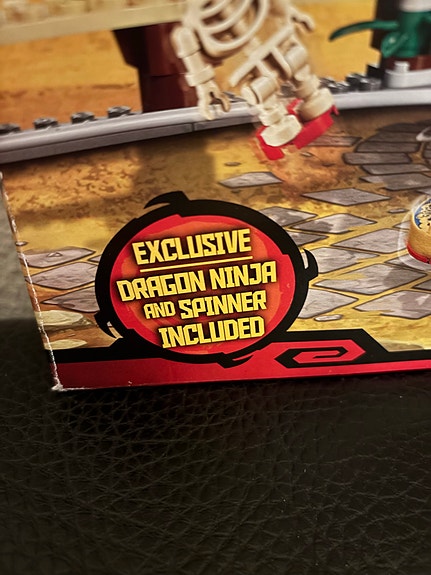 EXCLUSIVE
DRAGON NINJA
AND SPINNER
INCLUDED